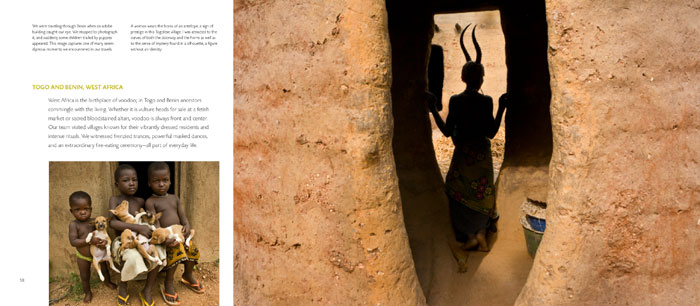 We were traveling through Benin when an adobe
building caught our eye. We stopped to photograph
it, and suddenly some children trailed by puppies
appeared. This image captures one of many seren-
dipitous moments we encountered in our travels.
A woman wears the horns of an antelope, a sign of
prestige in this Togolese village. I was attracted to the
curves of both the doorway and the horns as well as
to the sense of mystery found in a silhouette, a figure
without an identity.
TOGO AND BENIN, WEST AFRICA
West Africa is the birthplace of voodoo, in Togo and Benin ancestors
commingle with the living. Whether it is vulture heads for sale at a fetish
market or sacred bloodstained altars, voodoo is always front and center.
Our team visited villages known for their vibrantly dressed residents and
intense rituals. We witnessed frenzied trances, powerful masked dances,
and an extraordinary fire-eating ceremony—all part of everyday life.